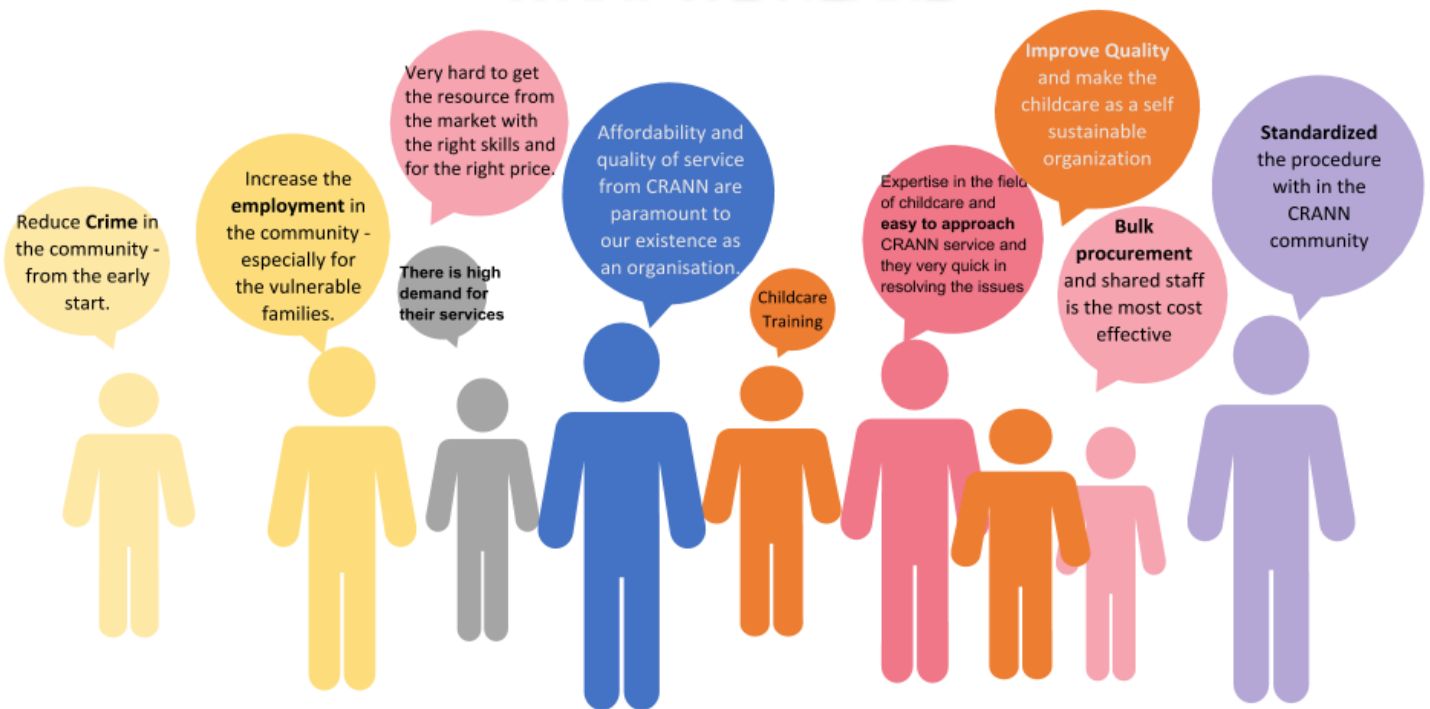 Reduce Crime in
the community -
from the early
start.
Increase the
employment in
the community -
especially for
the vulnerable
families.
Very hard to get
the resource from
the market with
the right skills and
for the right price.
There is high
demand for
their services
Affordability and
quality of service
from CRANN are
paramount to
our existence as
an organisation.
Childcare
Training
Expertise in the field
of childcare and
easy to approach
CRANN service and
they very quick in
resolving the issues
Improve Quality
and make the
childcare as a self
sustainable
organization
Bulk
procurement
and shared staff
is the most cost
effective
Standardized
the procedure
with in the
CRANN
community